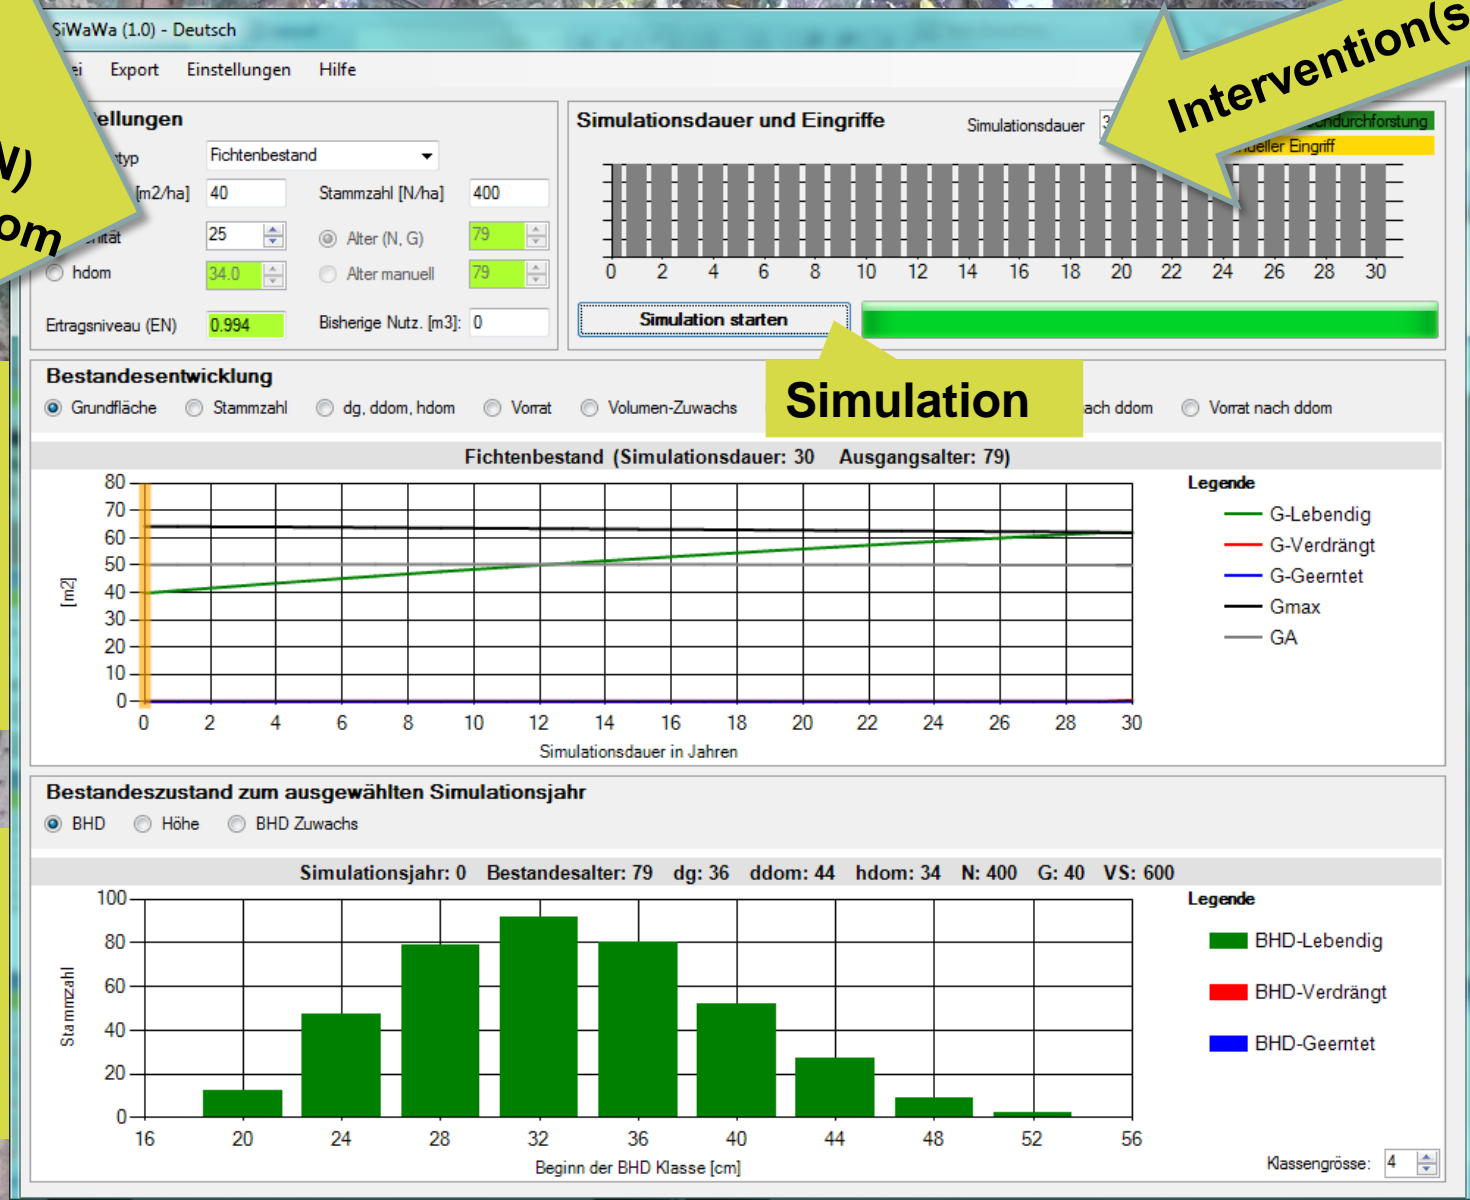 SiWaWa (1.0) - Deutsch
Export Einstellungen Hilfe
Intervention(s
N)
om
Simulationsdauer und Eingriffe
Simulationsdauer 3
Fichtenbestand
[m2/ha] 40 Stammzahl [N/ha] 400
25 Alter (N, G) 79
hdom 34.0 Alter manuell 79
Ertragsniveau (EN) 0.994 Bisherige Nutz. [m3]: 0
Eingriff
0 2 4 6 8 10 12 14 16 18 20 22 24 26 28 30
Simulation starten
Simulation
Bestandesentwicklung
Grundfläche Stammzahl dg, ddom, hdom Vorrat Volumen-Zuwachs ddom Vorrat nach ddom
Fichtenbestand (Simulationsdauer: 30 Ausgangsalter: 79)
80
70
60
50
40
30
20
10
0
[m2]
0 2 4 6 8 10 12 14 16 18 20 22 24 26 28 30
Simulationsdauer in Jahren
Legende
G-Lebendig
G-Verdrängt
G-Geerntet
Gmax
GA
Bestandeszustand zum ausgewählten Simulationsjahr
BHD Höhe BHD Zuwachs
Simulationsjahr: 0 Bestandesalter: 79 dg: 36 ddom: 44 hdom: 34 N: 400 G: 40 VS: 600
100
80
60
40
20
0
Stammzahl
16 20 24 28 32 36 40 44 48 52 56
Beginn der BHD Klasse [cm]
Legende
BHD-Lebendig
BHD-Verdrängt
BHD-Geerntet
Klassengrösse: 4